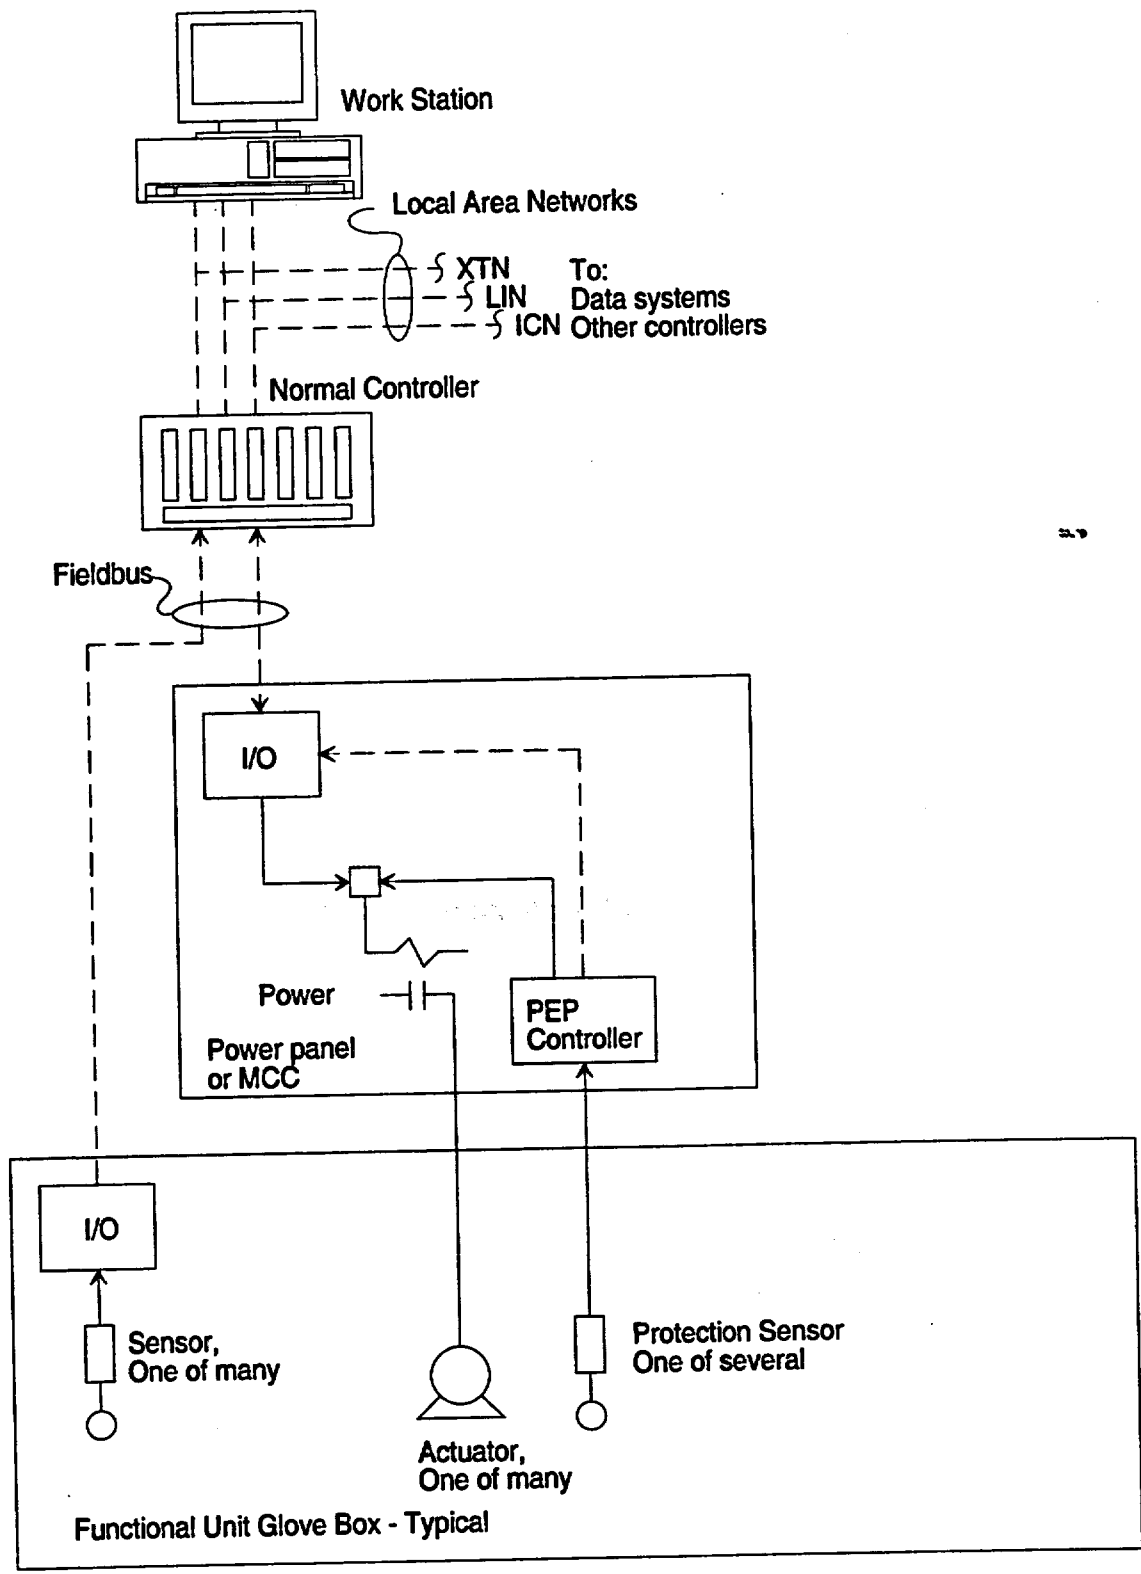 Work Station
Local Area Networks
XTN To:
LIN Data systems
ICN Other controllers
Normal Controller
Fieldbus
I/O
Power
PEP
Controller
Power panel
or MCC
I/O
Sensor,
One of many
Protection Sensor
One of several
Actuator,
One of many
Functional Unit Glove Box - Typical